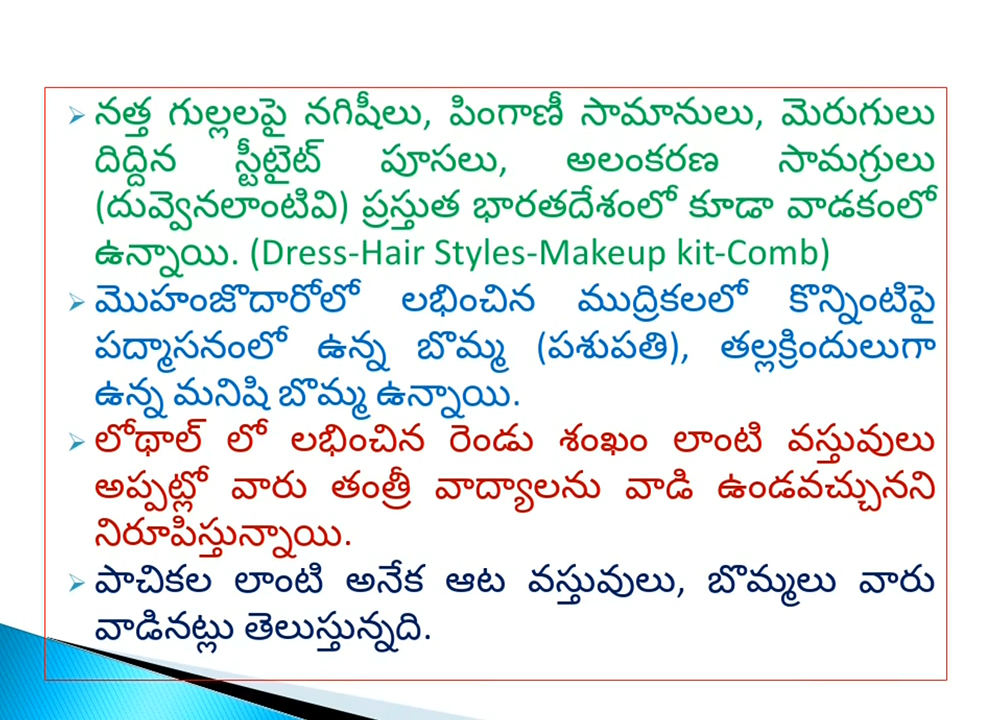 నత్త గుల్లలపై నగిషీలు, పింగాణీ సామానులు, మెరుగులు
దిద్దిన స్టీటైట్ పూసలు, అలంకరణ సామగ్రులు
(దువ్వెనలాంటివి) ప్రస్తుత భారతదేశంలో కూడా వాడకంలో
ఉన్నాయి. (Dress-Hair Styles-Makeup kit-Comb)
మొహంజొదారోలో లభించిన ముద్రికలలో కొన్నింటిపై
పద్మాసనంలో ఉన్న బొమ్మ (పశుపతి), తల్లక్రిందులుగా
ఉన్న మనిషి బొమ్మ ఉన్నాయి.
లోథాల్ లో లభించిన రెండు శంఖం లాంటి వస్తువులు
అప్పట్లో వారు తంత్రీ వాద్యాలను వాడి ఉండవచ్చునని
నిరూపిస్తున్నాయి.
పాచికల లాంటి అనేక ఆట వస్తువులు, బొమ్మలు వారు
వాడినట్లు తెలుస్తున్నది.